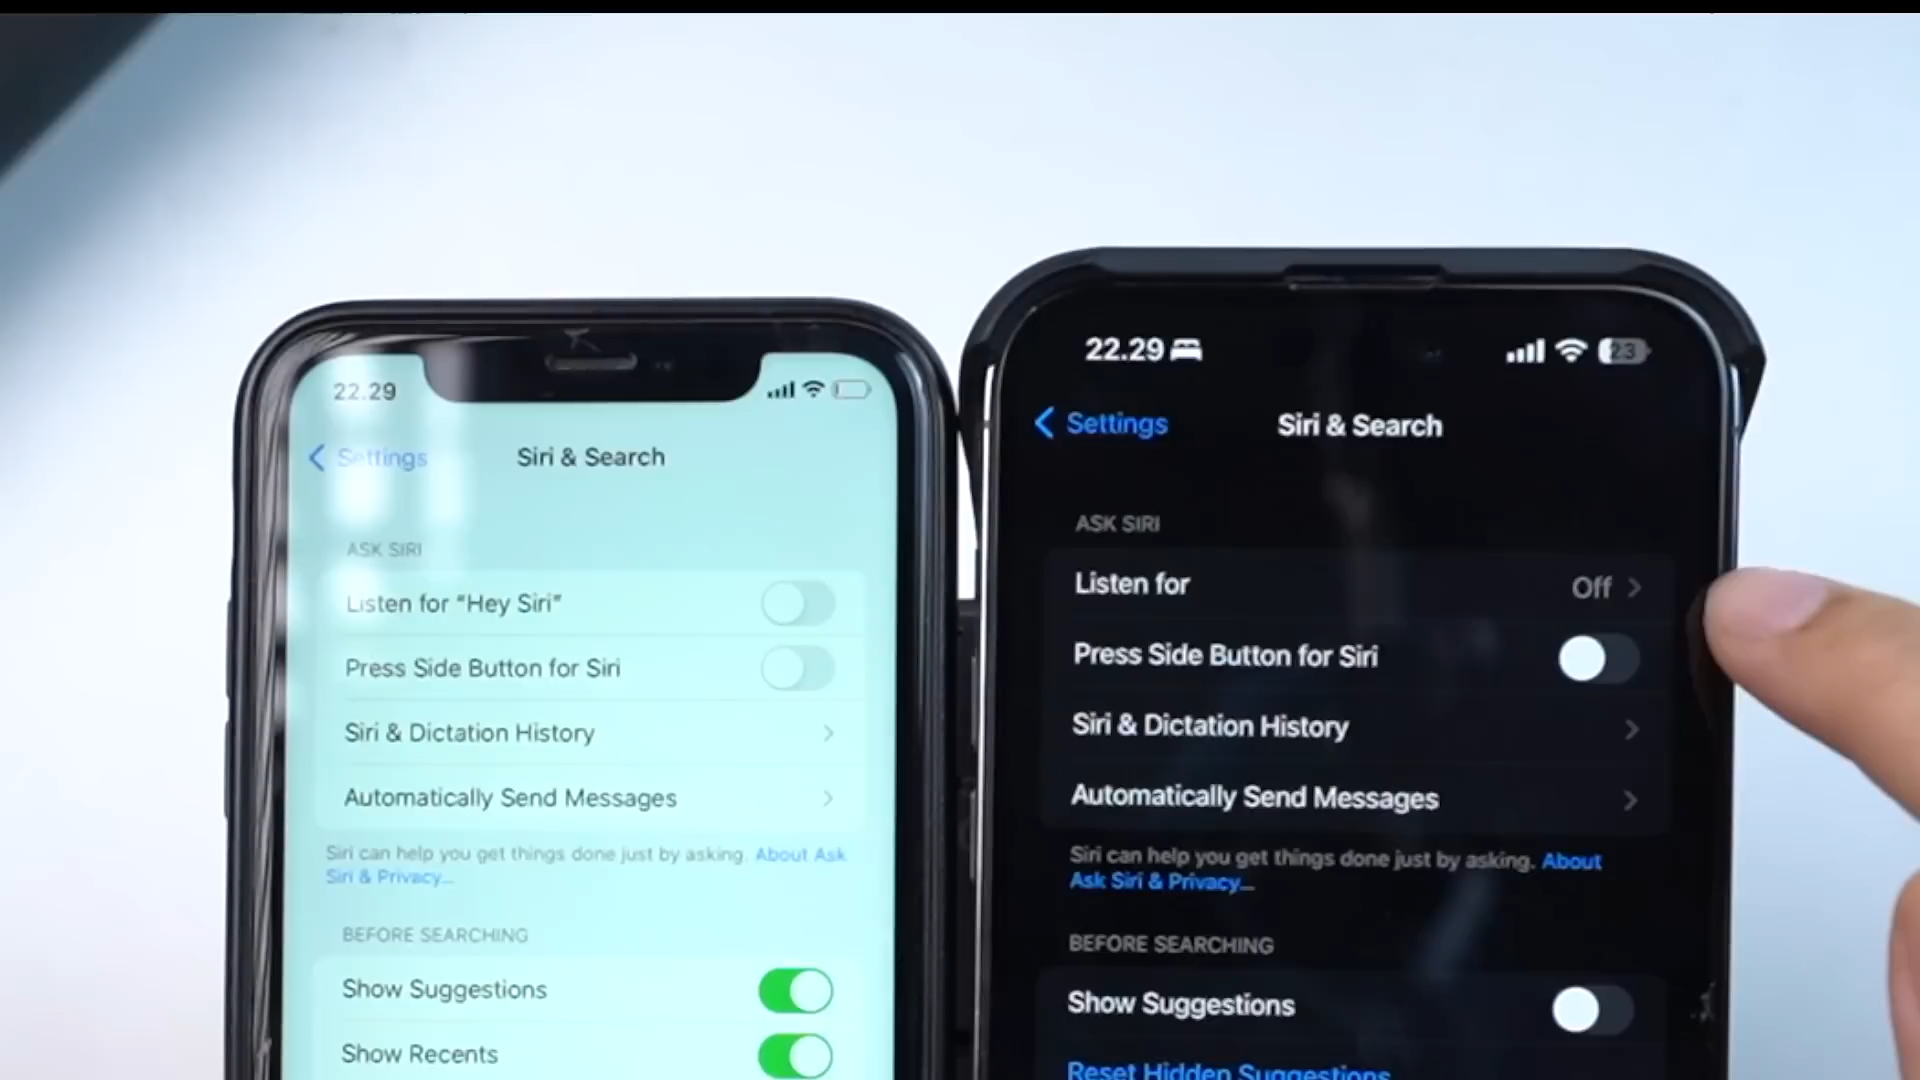 22.29
Settings
Siri & Search
ASK SIRI
Listen for “Hey Siri”
Press Side Button for Siri
Siri & Dictation History
Automatically Send Messages
Siri can help you get things done just by asking. About Ask
Siri & Privacy...
BEFORE SEARCHING
Show Suggestions
Show Recents
22.29
23
Settings
Siri & Search
ASK SIRI
Listen for
Off
Press Side Button for Siri
Siri & Dictation History
Automatically Send Messages
Siri can help you get things done just by asking. About
Ask Siri & Privacy...
BEFORE SEARCHING
Show Suggestions
Reset Hidden Suggestions